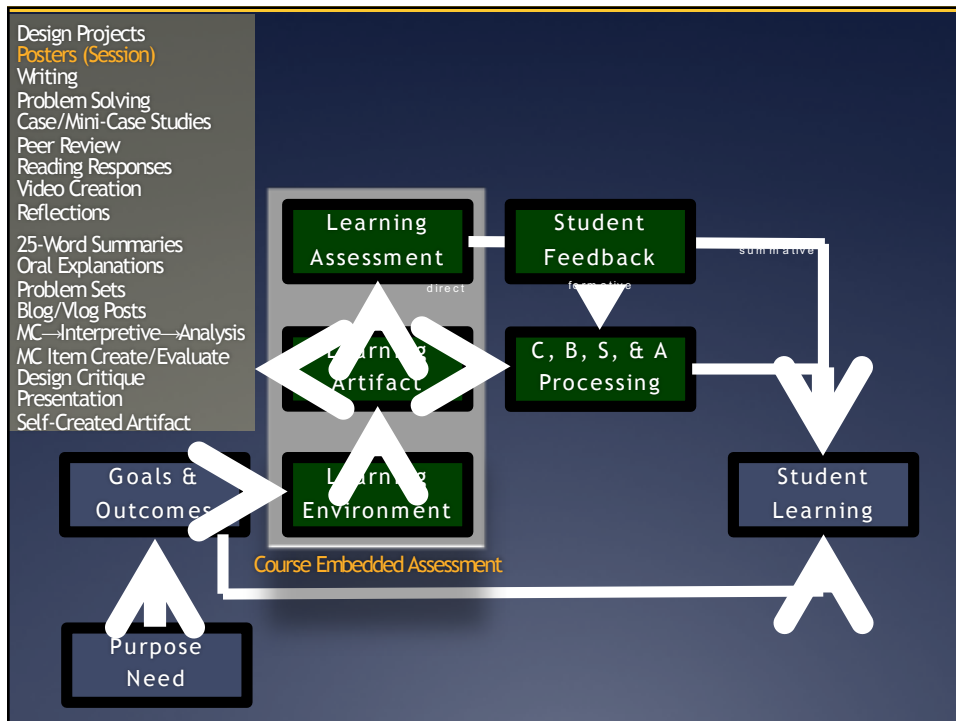 Design Projects
Posters (Session)
Writing
Problem Solving
Case/Mini-Case Studies
Peer Review
Reading Responses
Video Creation
Reflections
25-Word Summaries
Oral Explanations
Problem Sets
Blog/Vlog Posts
MC→Interpretive→Analysis
MC Item Create/Evaluate
Design Critique
Presentation
Self-Created Artifact
Learning
Assessment
direct
Student
Feedback
formative
summative
Learning
Artifact
C, B, S, & A
Processing
Goals &
Outcomes
Learning
Environment
Student
Learning
Course Embedded Assessment
Purpose
Need